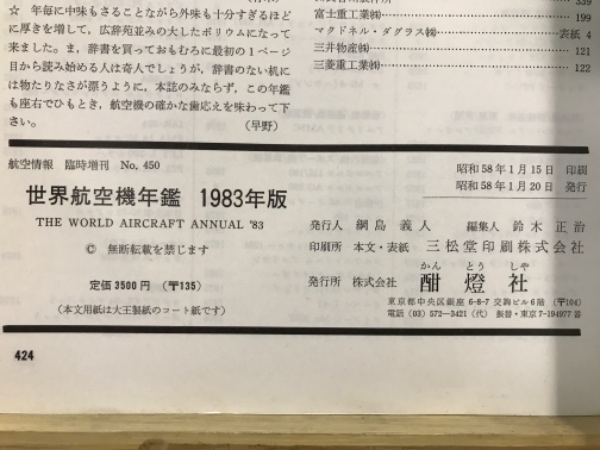 ☆ 年毎に中味もさることながら外味も十分すぎるほど
に厚きを増して，広辞苑並みの大したボリウムになって
来ました。ま，辞書を買っておもむろに最初の1ページ
目から読み始める人は奇人でしょうが，辞書のない机に
は物たりなさが漂うように，本誌のみならず，この年鑑
も座右でひもとき，航空機の確かな歯応えを味わって下
さい。 （早野）
339
富士重工業㈱ 199
マクドネル・ダグラス㈱ 表紙 4
三井物産㈱ 121
三菱重工業㈱ 122
航空情報 臨時増刊 No. 450
世界航空機年鑑 1983年版
THE WORLD AIRCRAFT ANNUAL '83
© 無断転載を禁じます
定価 3500 円 （〒135）
（本文用紙は大王製紙のコート紙です）
昭和 58 年 1 月 15 日 印刷
昭和 58 年 1 月 20 日 発行
発行人 綱島 義人 編集人 鈴木 正治
印刷所 本文・表紙 三松堂印刷株式会社
かん とう しゃ
発行所 株式会社 酣燈社
東京都中央区銀座 6-8-7 交詢ビル 6 階 （〒104）
電話 (03) 572—3421（代） 振替・東京 7-194977 番
424